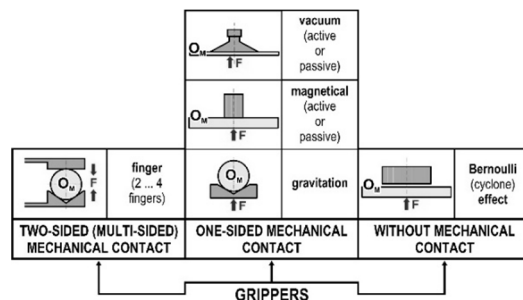 vacuum
(active
or
passive)
O_M
F
magnetical
(active
or
passive)
O_M
F
finger
(2 ... 4
fingers)
O_M
F
gravitation
O_M
F
Bernoulli
(cyclone)
effect
O_M
F
TWO-SIDED (MULTI-SIDED)
MECHANICAL CONTACT
ONE-SIDED MECHANICAL
CONTACT
WITHOUT MECHANICAL
CONTACT
GRIPPERS